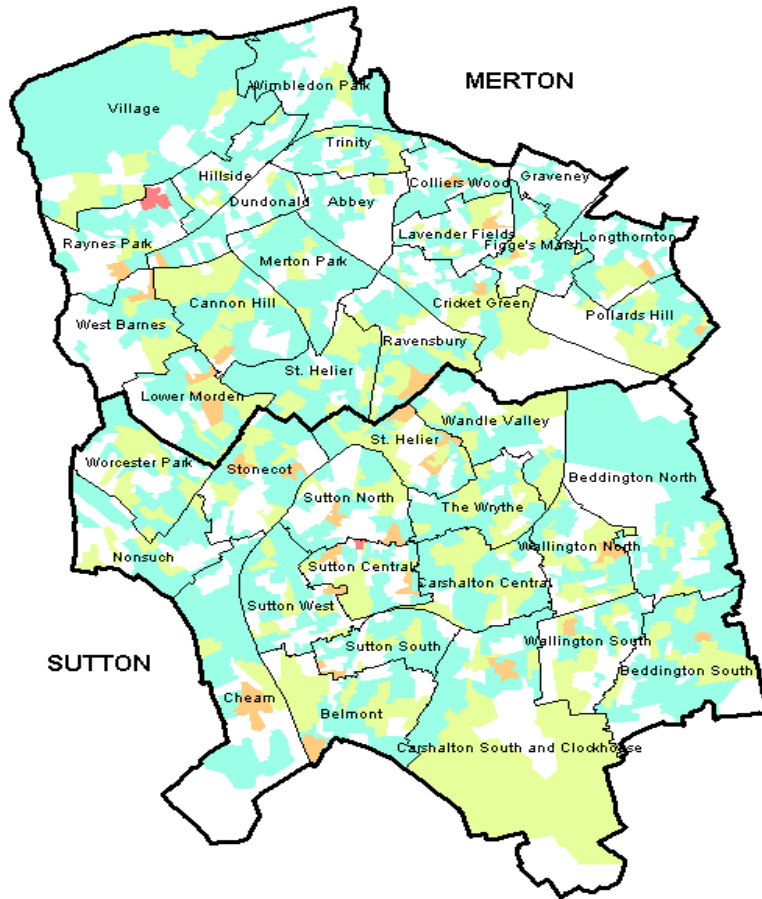 MERTON
Wimbledon Park
Village
Trinity
Hillside
Graveney
Colliers Wood
Dundonald
Abbey
Lavender Fields
Raynes Park
Figge's Marsh
Longthornton
Merton Park
Cannon Hill
Cricket Green
Pollards Hill
West Barnes
Ravensbury
St. Helier
Lower Morden
Wandle Valley
St. Helier
Worcester Park
Stonecot
Beddington North
Sutton North
The Wrythe
Wallington North
Nonsuch
Sutton Central
Carshalton Central
Sutton West
Sutton South
Wallington South
SUTTON
Beddington South
Cheam
Belmont
Carshalton South and Clockhouse